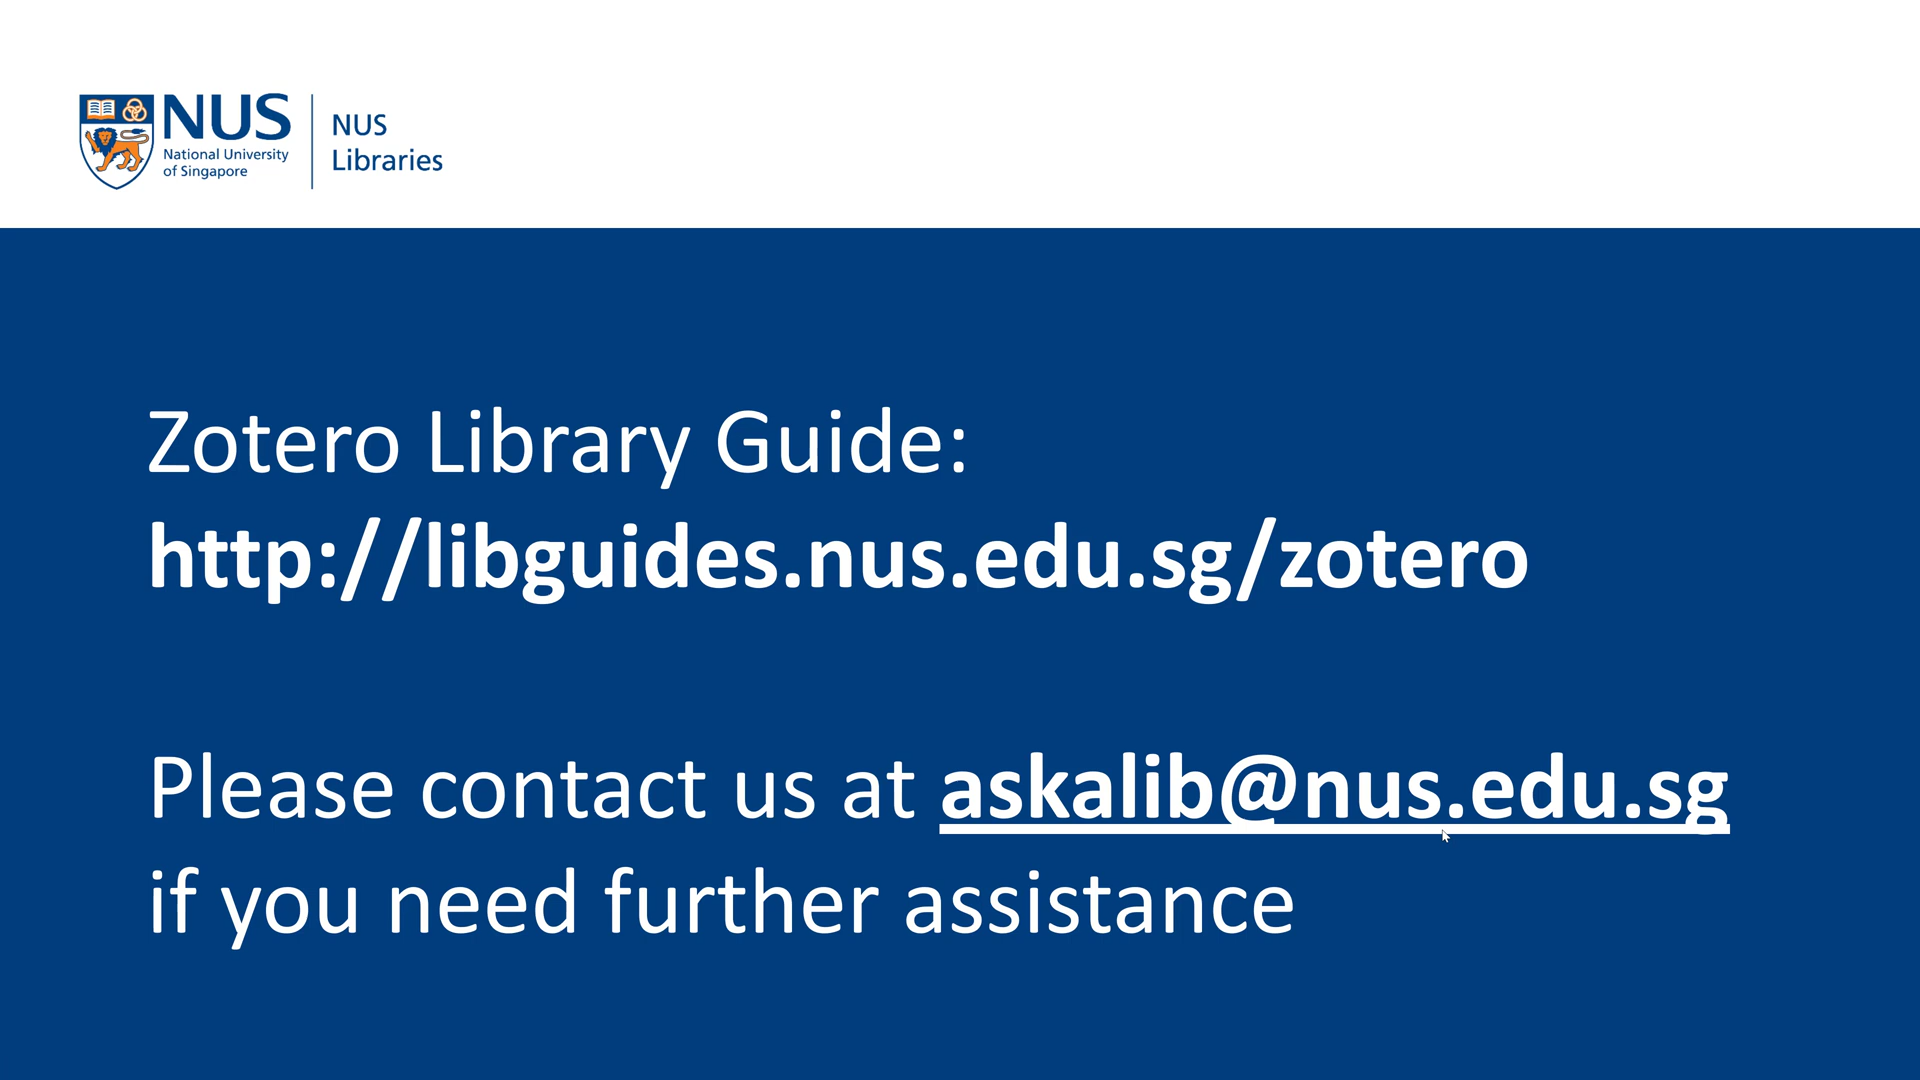 NUS
National University
of Singapore
NUS
Libraries
Zotero Library Guide:
http://libguides.nus.edu.sg/zotero
Please contact us at askalib@nus.edu.sg
if you need further assistance